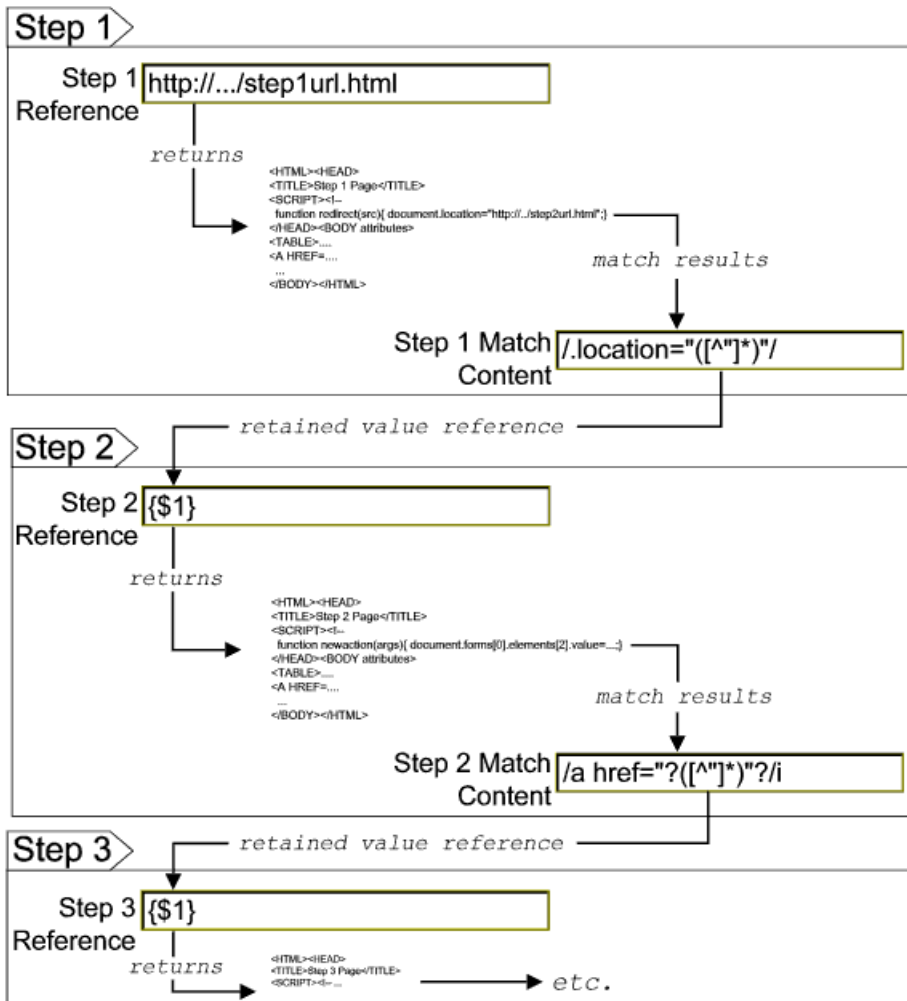 Step 1
Step 1 http://.../step1url.html
Reference
returns
<HTML><HEAD>
<TITLE>Step 1 Page</TITLE>
<SCRIPT><!--
function redirect(src){ document.location="http://../step2url.html";}
</HEAD><BODY attributes>
<TABLE>....
<A HREF=....
...
</BODY></HTML>
match results
Step 1 Match /.location="([^"]*)"/
Content
retained value reference
Step 2
Step 2 {$1}
Reference
returns
<HTML><HEAD>
<TITLE>Step 2 Page</TITLE>
<SCRIPT><!--
function newaction(args){ document.forms[0].elements[2].value=...;}
</HEAD><BODY attributes>
<TABLE>....
<A HREF=....
...
</BODY></HTML>
match results
Step 2 Match /a href="?([^"]*)"?/i
Content
retained value reference
Step 3
Step 3 {$1}
Reference
returns
<HTML><HEAD>
<TITLE>Step 3 Page</TITLE>
<SCRIPT><!-- ...
etc.